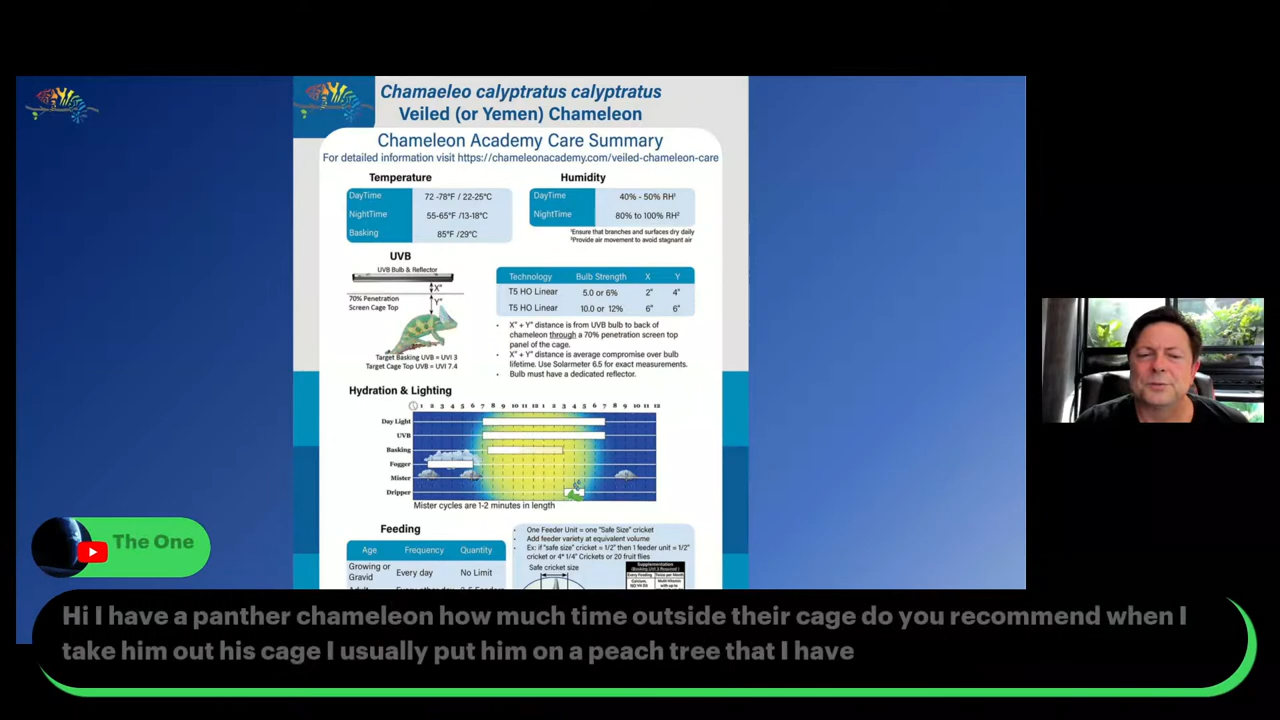 Chamaeleo calyptratus calyptratus
Veiled (or Yemen) Chameleon
Chameleon Academy Care Summary
For detailed information visit https://chameleonacademy.com/veiled-chameleon-care
Temperature
DayTime 72 -78°F / 22-25°C
NightTime 55-65°F /13-18°C
Basking 85°F /29°C
Humidity
DayTime 40% - 50% RH¹
NightTime 80% to 100% RH²
¹Ensure that branches and surfaces dry daily
²Provide air movement to avoid stagnant air
UVB
UVB Bulb & Reflector
X"
70% Penetration
Screen Cage Top
Y"
Target Basking UVB = UVI 3
Target Cage Top UVB = UVI 7.4
Technology Bulb Strength X Y
T5 HO Linear 5.0 or 6% 2" 4"
T5 HO Linear 10.0 or 12% 6" 6"
• X" + Y" distance is from UVB bulb to back of
chameleon through a 70% penetration screen top
panel of the cage.
• X" + Y" distance is average compromise over bulb
lifetime. Use Solarmeter 6.5 for exact measurements.
• Bulb must have a dedicated reflector.
Hydration & Lighting
1 2 3 4 5 6 7 8 9 10 11 12 1 2 3 4 5 6 7 8 9 10 11 12
Day Light
UVB
Basking
Fogger
Mister
Dripper
Mister cycles are 1-2 minutes in length
Feeding
Age Frequency Quantity
Growing or
Gravid Every day No Limit
• One Feeder Unit = one "Safe Size" cricket
• Add feeder variety at equivalent volume
• Ex: if "safe size" cricket = 1/2" then 1 feeder unit = 1/2"
cricket or 4* 1/4" Crickets or 20 fruit flies
Safe cricket size
Supplementation
The One
Hi I have a panther chameleon how much time outside their cage do you recommend when I
take him out his cage I usually put him on a peach tree that I have